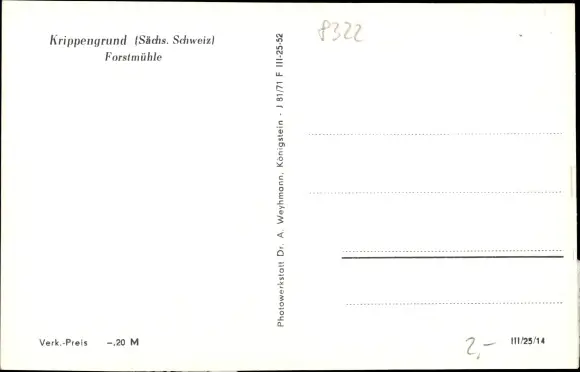 Krippengrund (Sächs. Schweiz)
Forstmühle
8322
Photowerkstatt Dr. A. Weyhmann, Königstein - J 81/71 F III-25-52
Verk.-Preis -,20 M
2,-
III/25/14